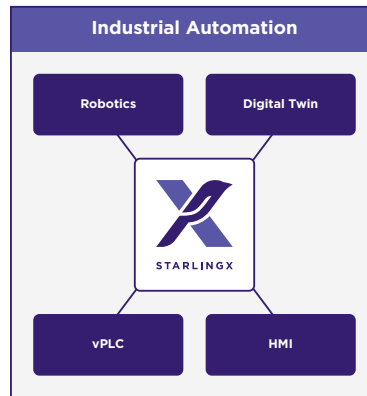 Industrial Automation
Robotics
Digital Twin
STARLINGX
vPLC
HMI